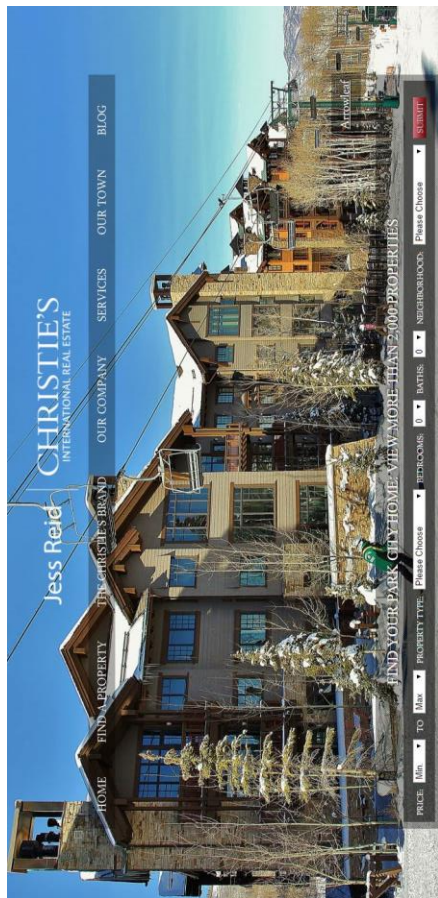 Jess Reid
CHRISTIE'S
INTERNATIONAL REAL ESTATE
HOME FIND A PROPERTY THE CHRISTIE'S BRAND OUR COMPANY SERVICES OUR TOWN BLOG
Arrowleaf
FIND YOUR PARK CITY HOME: VIEW MORE THAN 2,000 PROPERTIES
PRICE: Min. TO Max PROPERTY TYPE: Please Choose BEDROOMS: 0 BATHS: 0 NEIGHBORHOOD: Please Choose SUBMIT